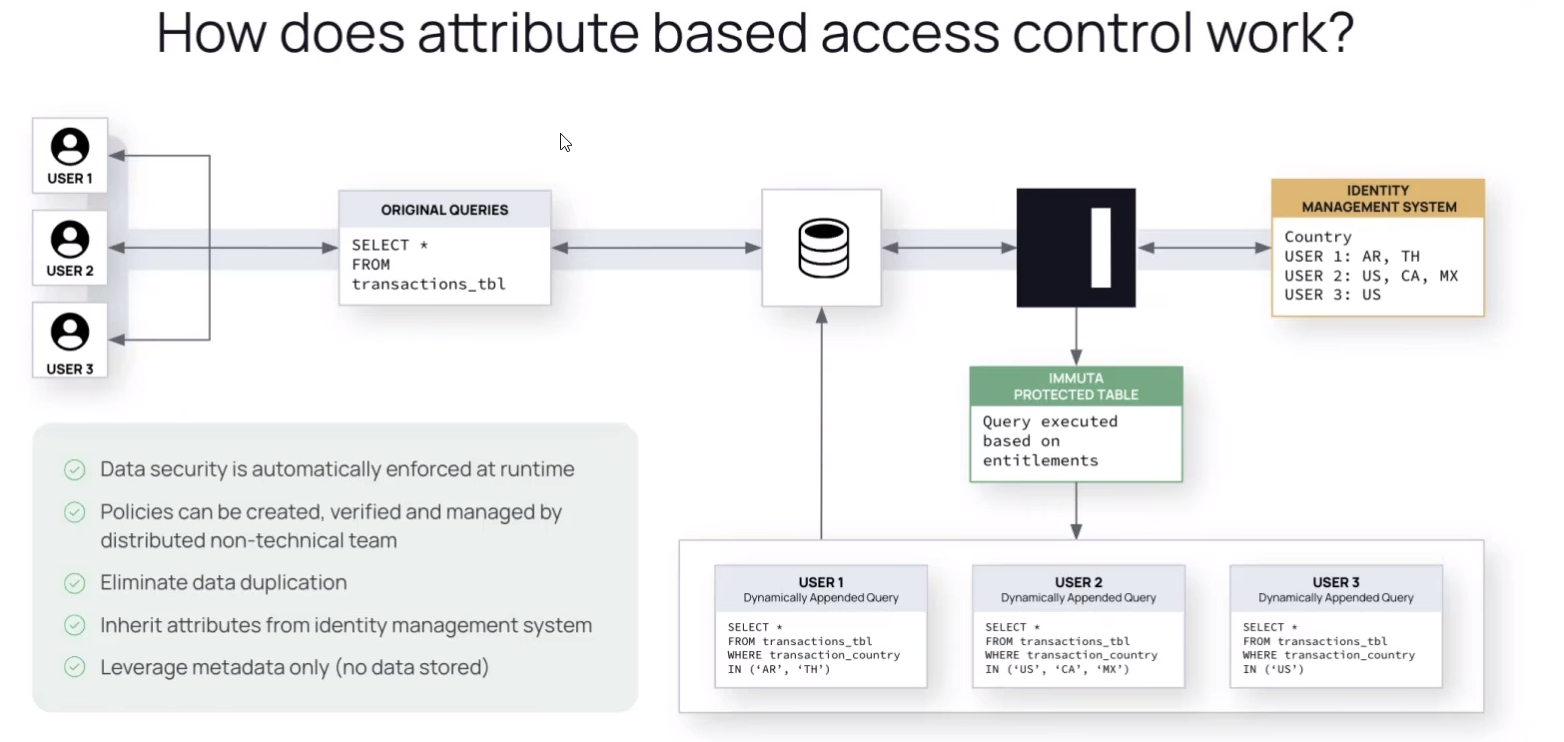 How does attribute based access control work?
USER 1
USER 2
USER 3
ORIGINAL QUERIES
SELECT *
FROM
transactions_tbl
IDENTITY
MANAGEMENT SYSTEM
Country
USER 1: AR, TH
USER 2: US, CA, MX
USER 3: US
IMMUTA
PROTECTED TABLE
Query executed
based on
entitlements
Data security is automatically enforced at runtime
Policies can be created, verified and managed by
distributed non-technical team
Eliminate data duplication
Inherit attributes from identity management system
Leverage metadata only (no data stored)
USER 1
Dynamically Appended Query
SELECT *
FROM transactions_tbl
WHERE transaction_country
IN (‘AR’, ‘TH’)
USER 2
Dynamically Appended Query
SELECT *
FROM transactions_tbl
WHERE transaction_country
IN (‘US’, ‘CA’, ‘MX’)
USER 3
Dynamically Appended Query
SELECT *
FROM transactions_tbl
WHERE transaction_country
IN (‘US’)